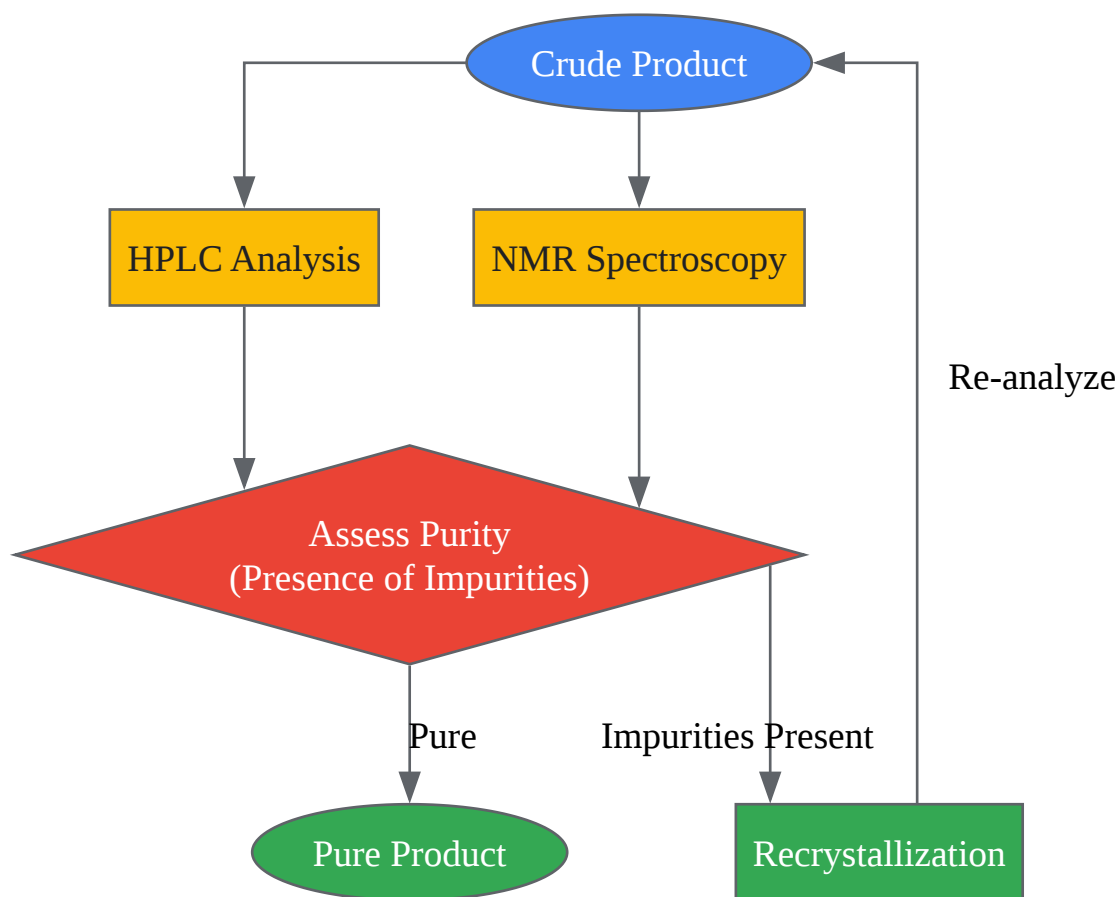 Crude Product
HPLC Analysis
NMR Spectroscopy
Re-analyze
Assess Purity
(Presence of Impurities)
Pure
Impurities Present
Pure Product
Recrystallization